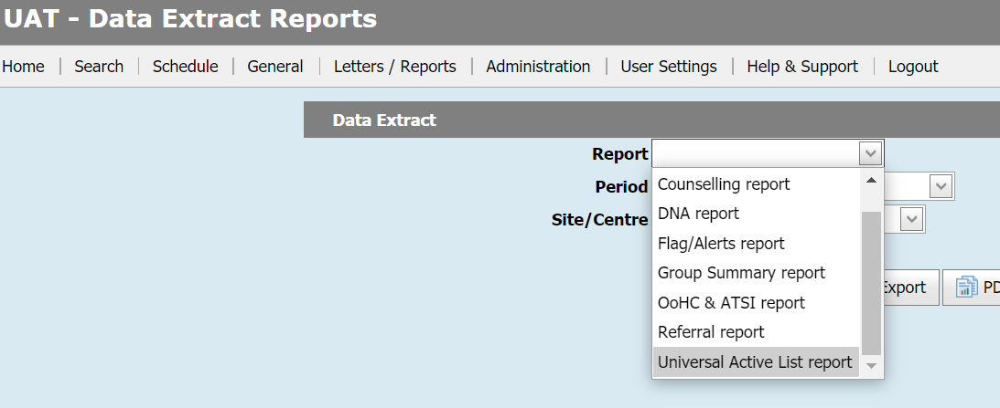 UAT - Data Extract Reports
Home Search Schedule General Letters / Reports Administration User Settings Help & Support Logout
Data Extract
Report
Period
Site/Centre
Counselling report
DNA report
Flag/Alerts report
Group Summary report
OoHC & ATSI report
Referral report
Universal Active List report
Export PD